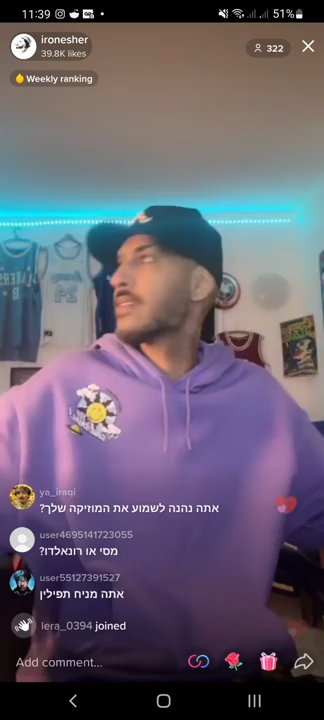 11:39
51%
ironesher
39.8K likes
322
Weekly ranking
ya_iraqi
אתה נהנה לשמוע את המוזיקה שלך?
user4695141723055
מסי או רונאלדו?
user55127391527
אתה מניח תפילין
lera_0394 joined
Add comment...